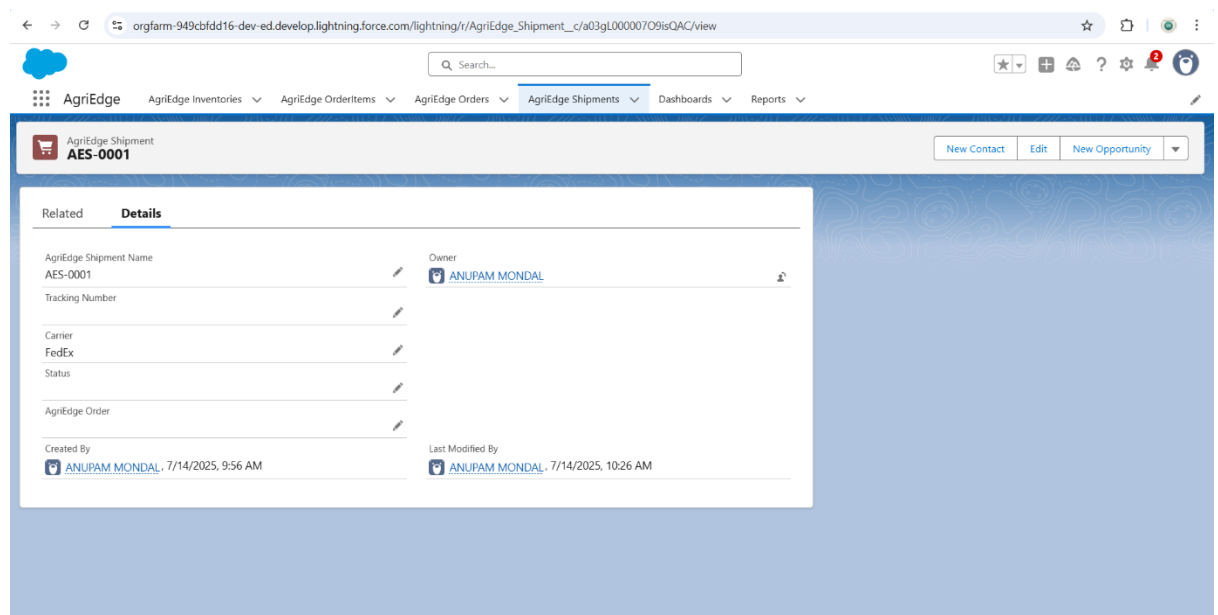 orgfarm-949cbfdd16-dev-ed.develop.lightning.force.com/lightning/r/AgriEdge_Shipment__c/a03gL000007O9isQAC/view
Search...
2
AgriEdge AgriEdge Inventories AgriEdge OrderItems AgriEdge Orders AgriEdge Shipments Dashboards Reports
AgriEdge Shipment
AES-0001
New Contact Edit New Opportunity
Related Details
AgriEdge Shipment Name Owner
AES-0001 ANUPAM MONDAL
Tracking Number
Carrier
FedEx
Status
AgriEdge Order
Created By Last Modified By
ANUPAM MONDAL, 7/14/2025, 9:56 AM ANUPAM MONDAL, 7/14/2025, 10:26 AM